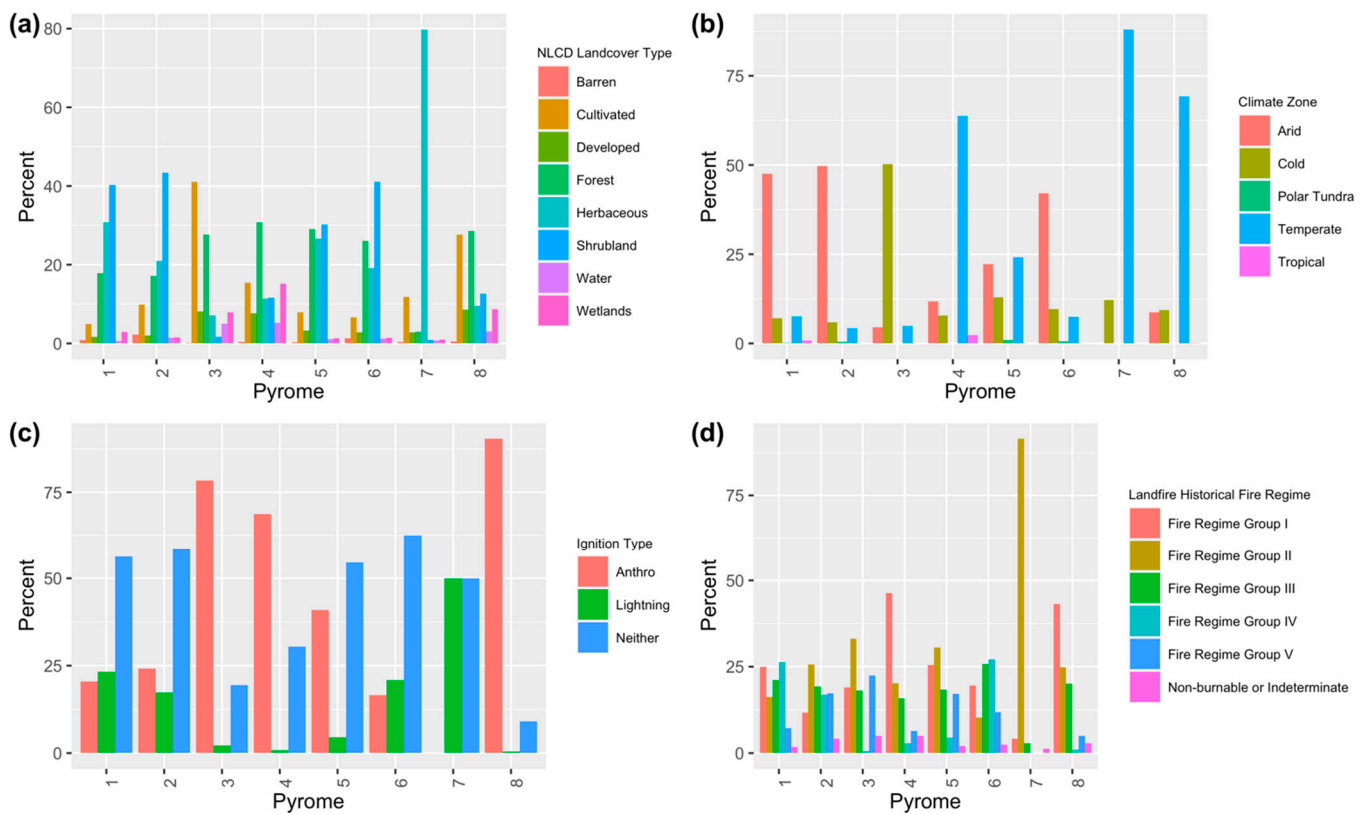 (a)
Percent
80
60
40
20
0
1 2 3 4 5 6 7 8
Pyrome
NLCD Landcover Type
Barren
Cultivated
Developed
Forest
Herbaceous
Shrubland
Water
Wetlands
(b)
Percent
75
50
25
0
1 2 3 4 5 6 7 8
Pyrome
Climate Zone
Arid
Cold
Polar Tundra
Temperate
Tropical
(c)
Percent
75
50
25
0
1 2 3 4 5 6 7 8
Pyrome
Ignition Type
Anthro
Lightning
Neither
(d)
Percent
75
50
25
0
1 2 3 4 5 6 7 8
Pyrome
Landfire Historical Fire Regime
Fire Regime Group I
Fire Regime Group II
Fire Regime Group III
Fire Regime Group IV
Fire Regime Group V
Non-burnable or Indeterminate